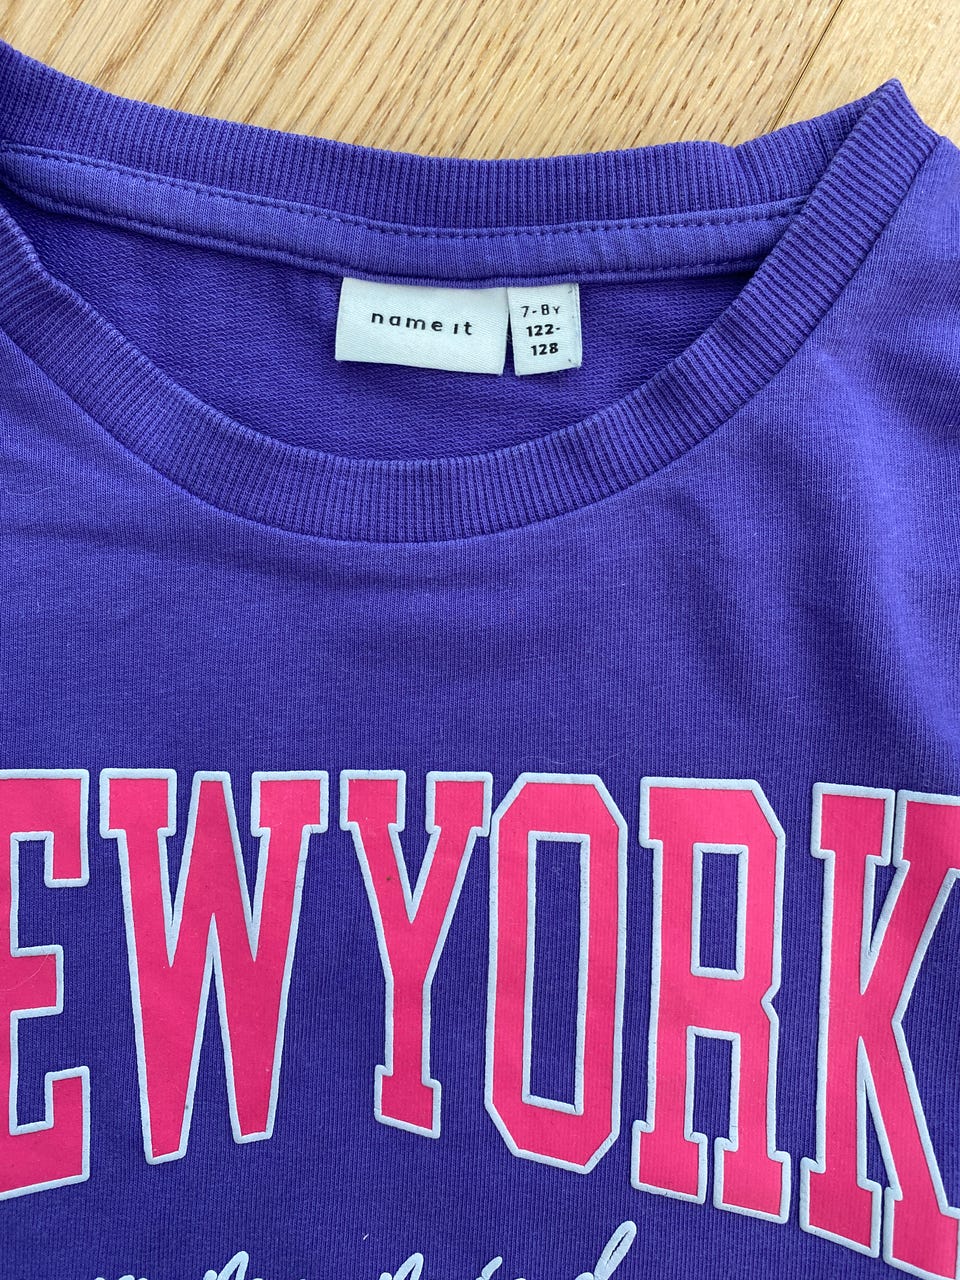 name it
7-8Y
122-
128
EWYORK